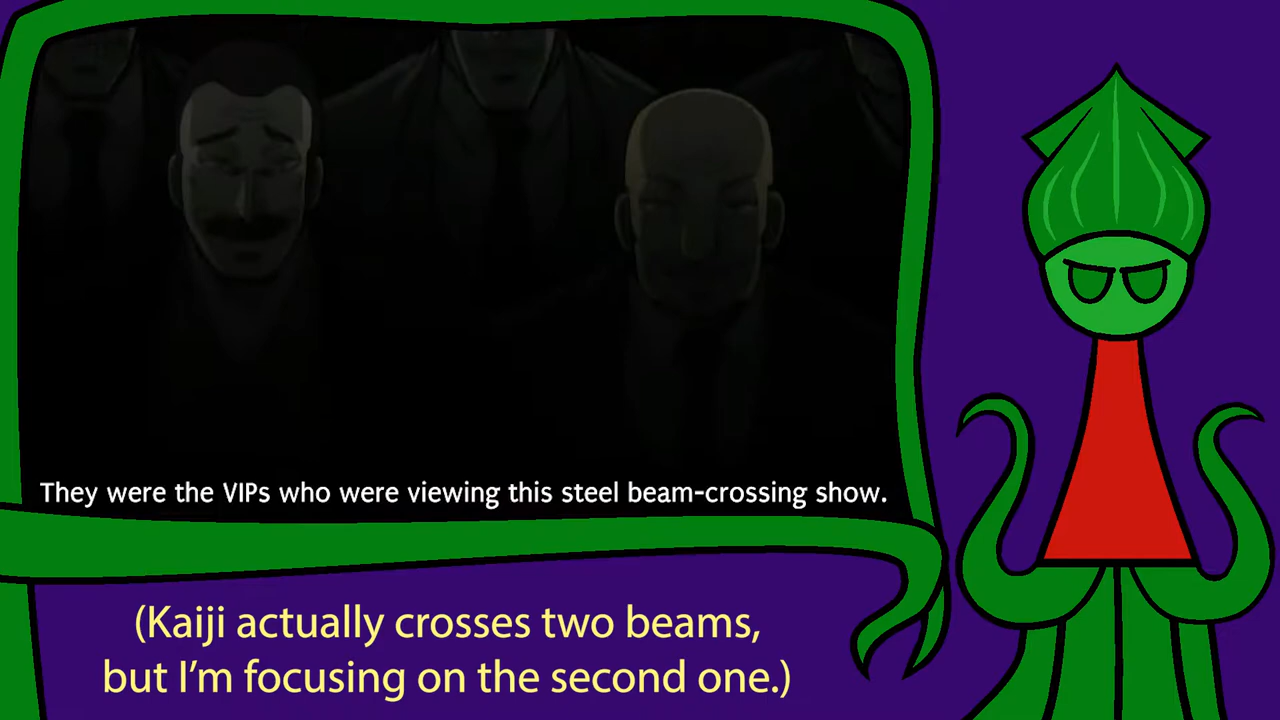 They were the VIPs who were viewing this steel beam-crossing show.
(Kaiji actually crosses two beams,
but I'm focusing on the second one.)